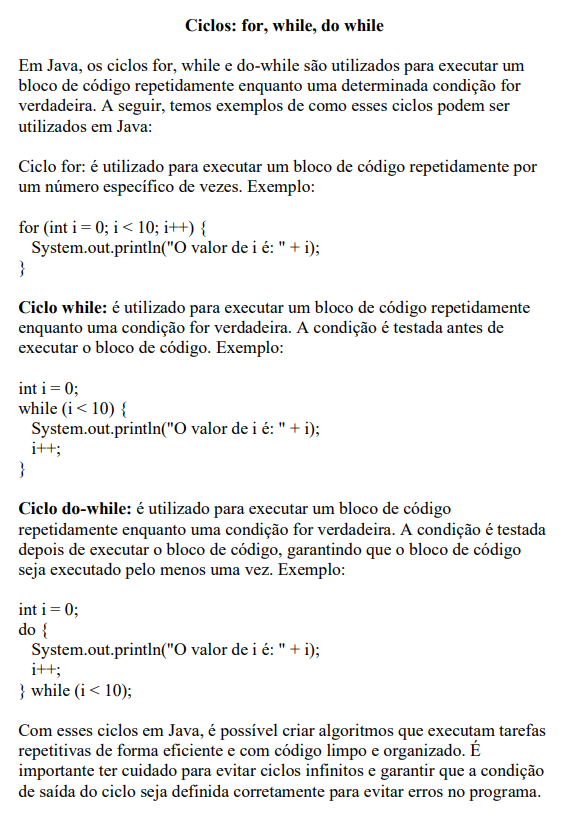 Ciclos: for, while, do while
Em Java, os ciclos for, while e do-while são utilizados para executar um
bloco de código repetidamente enquanto uma determinada condição for
verdadeira. A seguir, temos exemplos de como esses ciclos podem ser
utilizados em Java:
Ciclo for: é utilizado para executar um bloco de código repetidamente por
um número específico de vezes. Exemplo:
for (int i = 0; i < 10; i++) {
System.out.println("O valor de i é: " + i);
}
Ciclo while: é utilizado para executar um bloco de código repetidamente
enquanto uma condição for verdadeira. A condição é testada antes de
executar o bloco de código. Exemplo:
int i = 0;
while (i < 10) {
System.out.println("O valor de i é: " + i);
i++;
}
Ciclo do-while: é utilizado para executar um bloco de código
repetidamente enquanto uma condição for verdadeira. A condição é testada
depois de executar o bloco de código, garantindo que o bloco de código
seja executado pelo menos uma vez. Exemplo:
int i = 0;
do {
System.out.println("O valor de i é: " + i);
i++;
} while (i < 10);
Com esses ciclos em Java, é possível criar algoritmos que executam tarefas
repetitivas de forma eficiente e com código limpo e organizado. É
importante ter cuidado para evitar ciclos infinitos e garantir que a condição
de saída do ciclo seja definida corretamente para evitar erros no programa.